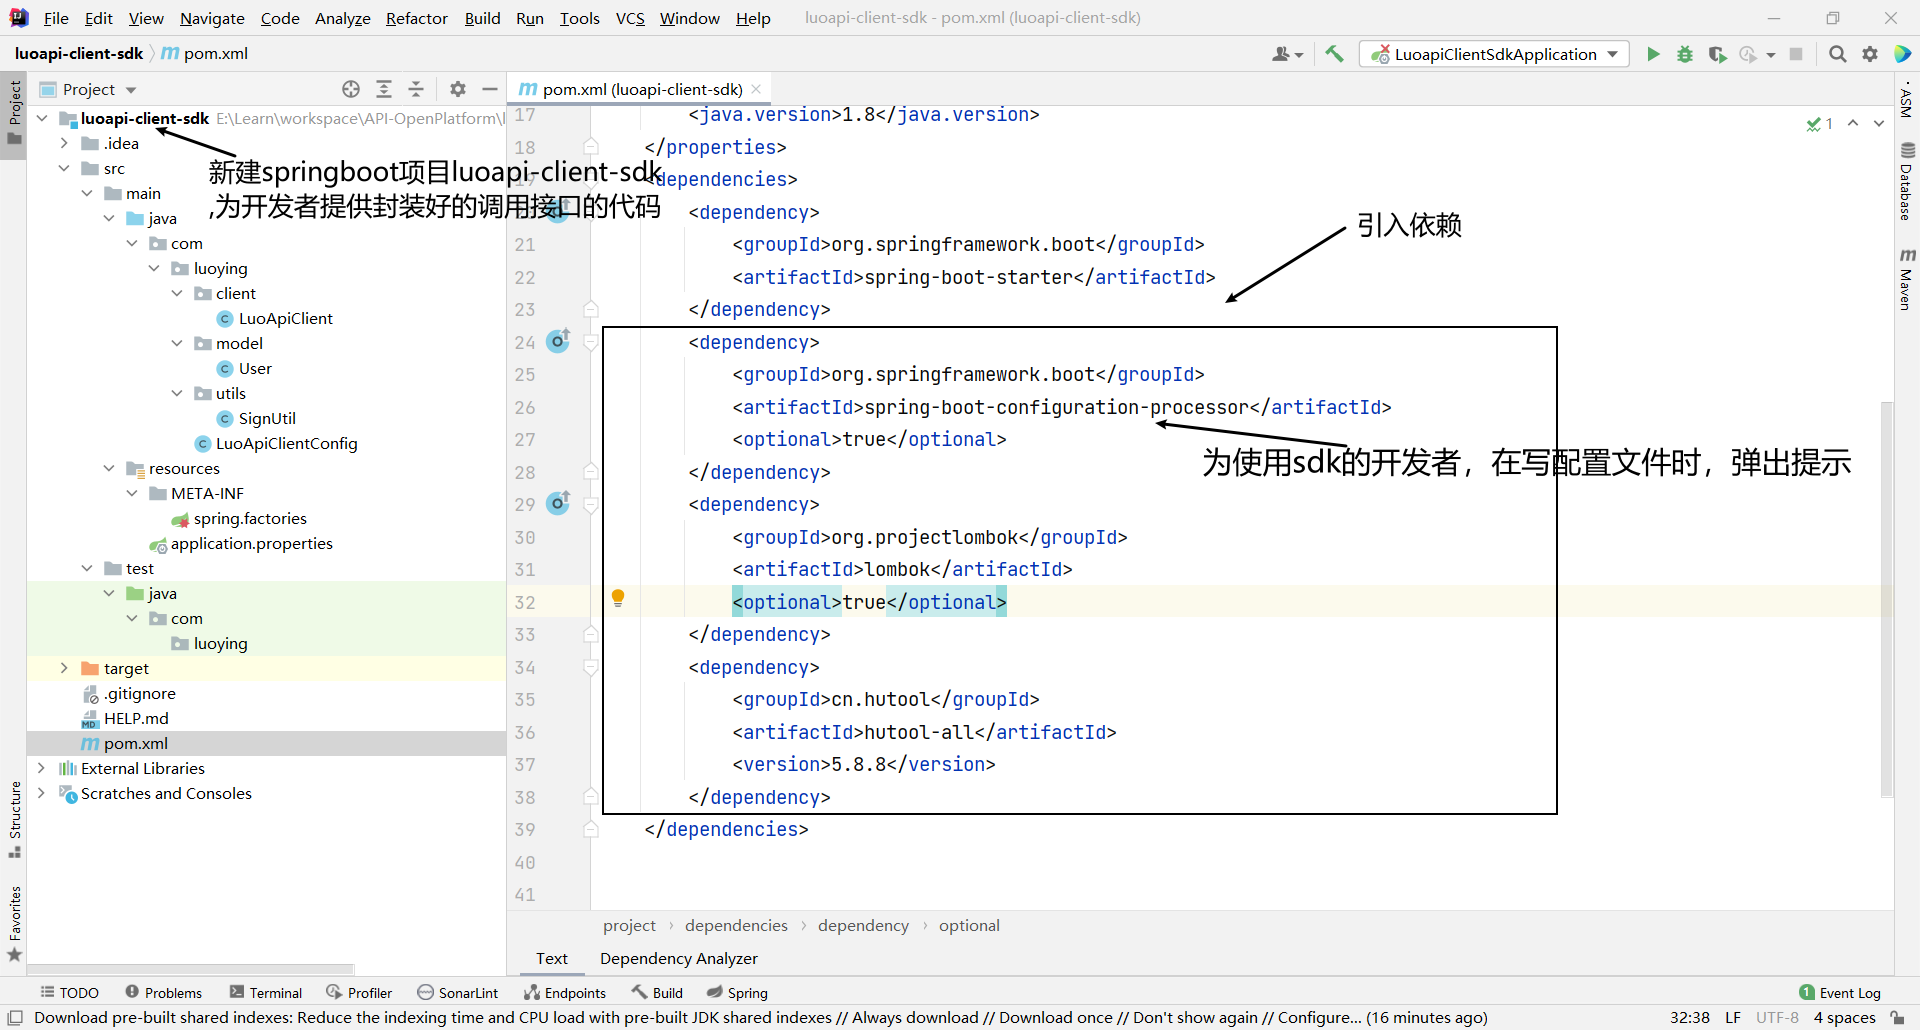 File Edit View Navigate Code Analyze Refactor Build Run Tools VCS Window Help luoapi-client-sdk - pom.xml (luoapi-client-sdk)
luoapi-client-sdk m pom.xml
LuoapiClientSdkApplication
Project
m pom.xml (luoapi-client-sdk)
luoapi-client-sdk E:\Learn\workspace\API-OpenPlatform\l
.idea
src
main
java
com
luoying
client
LuoApiClient
model
User
utils
SignUtil
LuoApiClientConfig
resources
META-INF
spring.factories
application.properties
test
java
com
luoying
target
.gitignore
HELP.md
pom.xml
External Libraries
Scratches and Consoles
新建springboot项目luoapi-client-sdk
,为开发者提供封装好的调用接口的代码
引入依赖
为使用sdk的开发者，在写配置文件时，弹出提示
17 <java.version>1.8</java.version>
18 </properties>
dependencies>
<dependency>
21 <groupId>org.springframework.boot</groupId>
22 <artifactId>spring-boot-starter</artifactId>
23 </dependency>
24 <dependency>
25 <groupId>org.springframework.boot</groupId>
26 <artifactId>spring-boot-configuration-processor</artifactId>
27 <optional>true</optional>
28 </dependency>
29 <dependency>
30 <groupId>org.projectlombok</groupId>
31 <artifactId>lombok</artifactId>
32 <optional>true</optional>
33 </dependency>
34 <dependency>
35 <groupId>cn.hutool</groupId>
36 <artifactId>hutool-all</artifactId>
37 <version>5.8.8</version>
38 </dependency>
39 </dependencies>
40
41
1
project › dependencies › dependency › optional
Text Dependency Analyzer
Project
Structure
Favorites
ASM
Database
Maven
TODO Problems Terminal Profiler SonarLint Endpoints Build Spring 1 Event Log
Download pre-built shared indexes: Reduce the indexing time and CPU load with pre-built JDK shared indexes // Always download // Download once // Don't show again // Configure... (16 minutes ago) 32:38 LF UTF-8 4 spaces